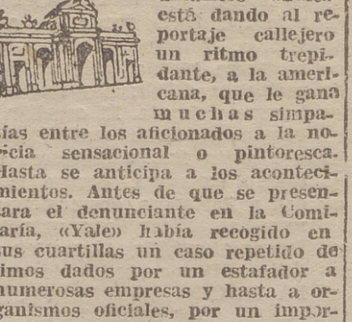 está dando al re-
portaje callejero
un ritmo trepi-
dante, a la ameri-
cana, que le gana
muchas simpa-
ías entre los aficionados a la no-
icia sensacional o pintoresca.
Hasta se anticipa a los aconteci-
mientos. Antes de que se presen-
ara el denunciante en la Comi-
aría, «Yale» había recogido en
sus cuartillas un caso repetido de
imos dados por un estafador a
numerosas empresas y hasta a or-
ganismos oficiales, por un impor-